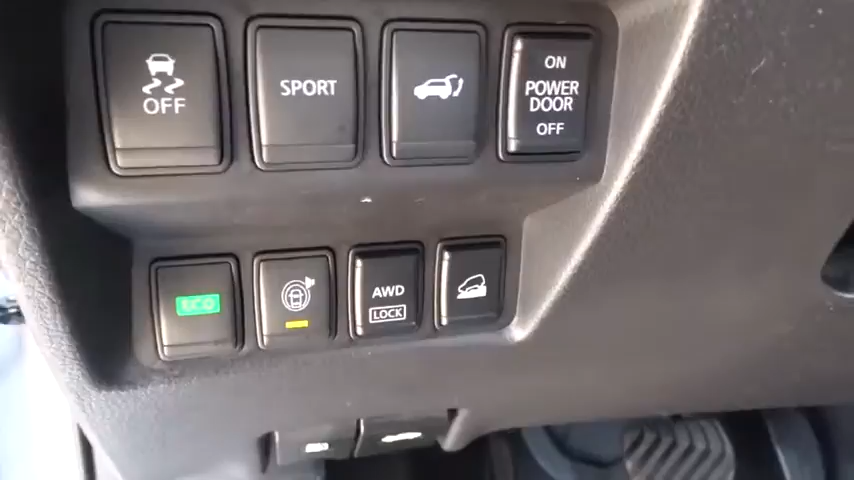 OFF
SPORT
ON
POWER
DOOR
OFF
ECO
AWD
LOCK